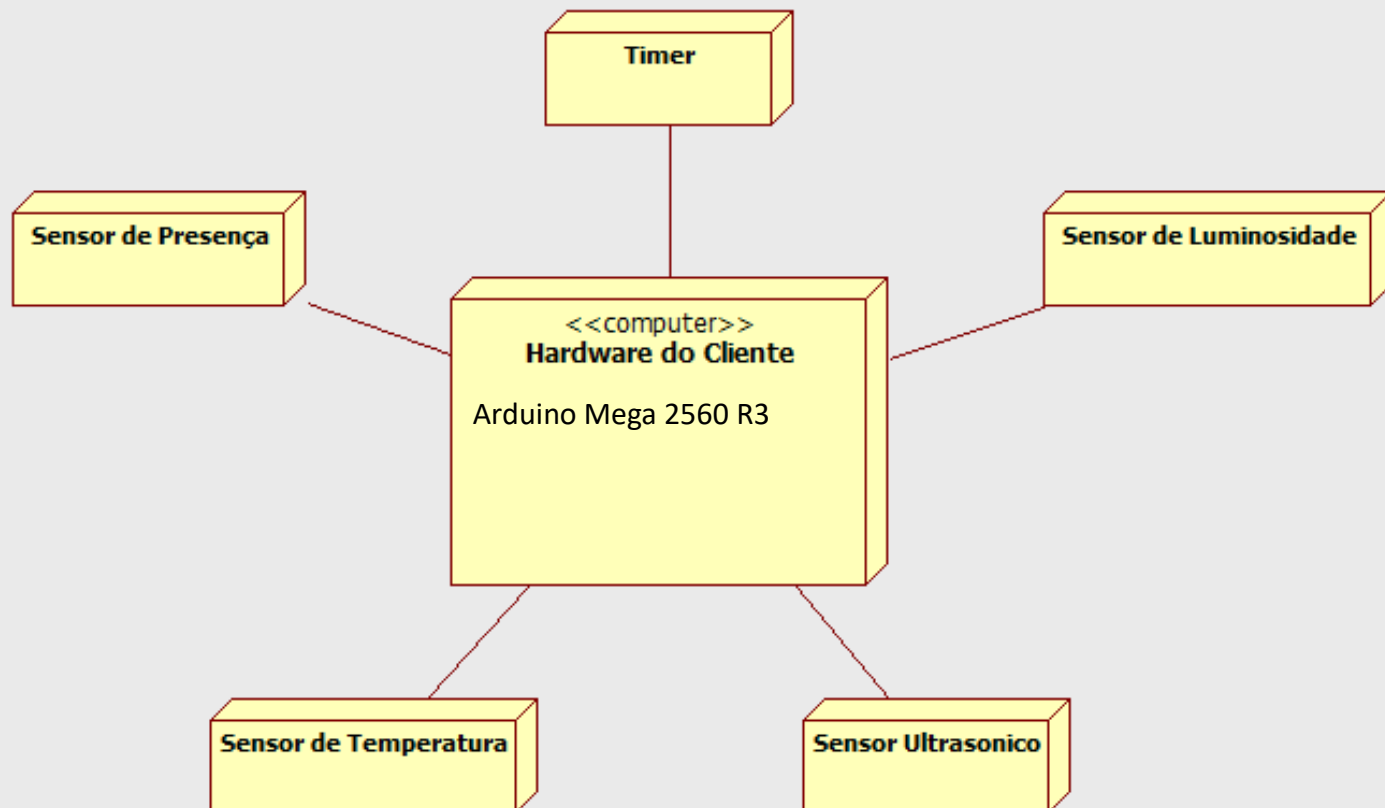 Timer
Sensor de Presença
Sensor de Luminosidade
<<computer>>
Hardware do Cliente
Arduino Mega 2560 R3
Sensor de Temperatura
Sensor Ultrasonico